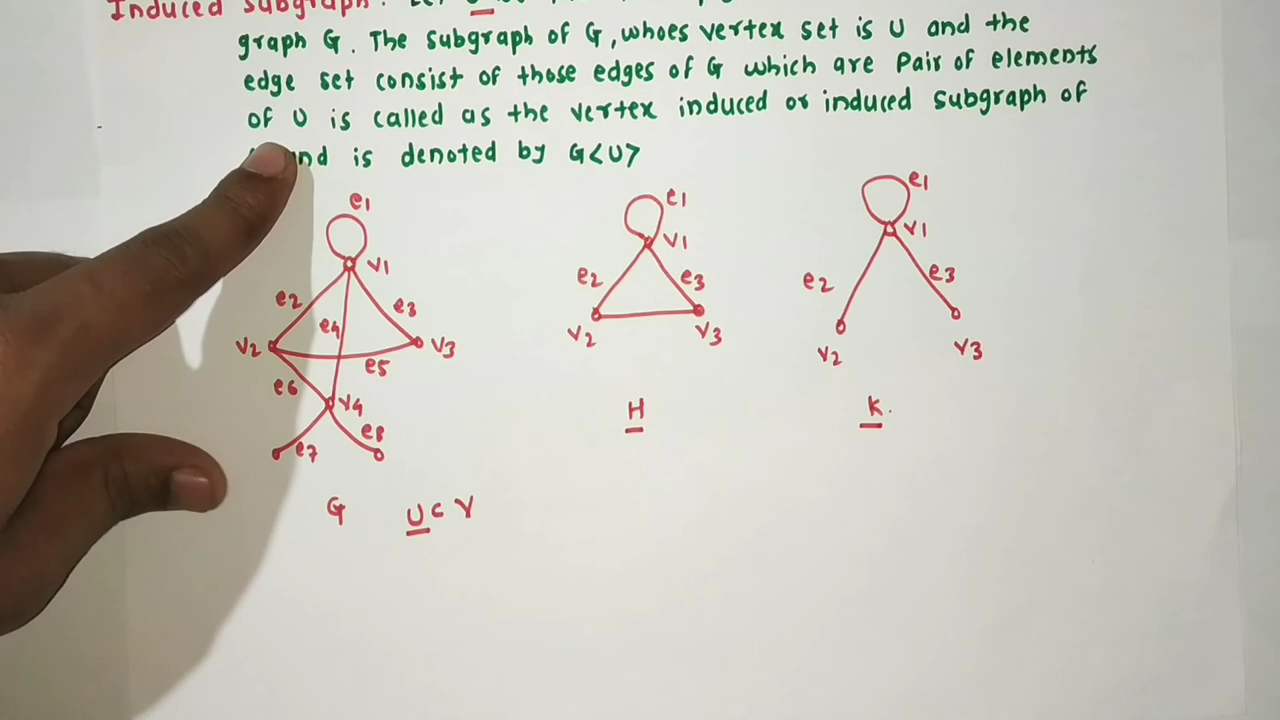 Induced subgraph: Let U
graph G. The subgraph of G, whoes vertex set is U and the
edge set consist of those edges of G which are Pair of elements
of U is called as the vertex induced or induced subgraph of
and is denoted by G<U>
e1 e1 e1
v1 v1 v1
e2 e4 e3 e2 e3 e2 e3
v2 e5 v3 v2 v3 v2 v3
e6 v4
e7 e8
H K.
G U⊂V